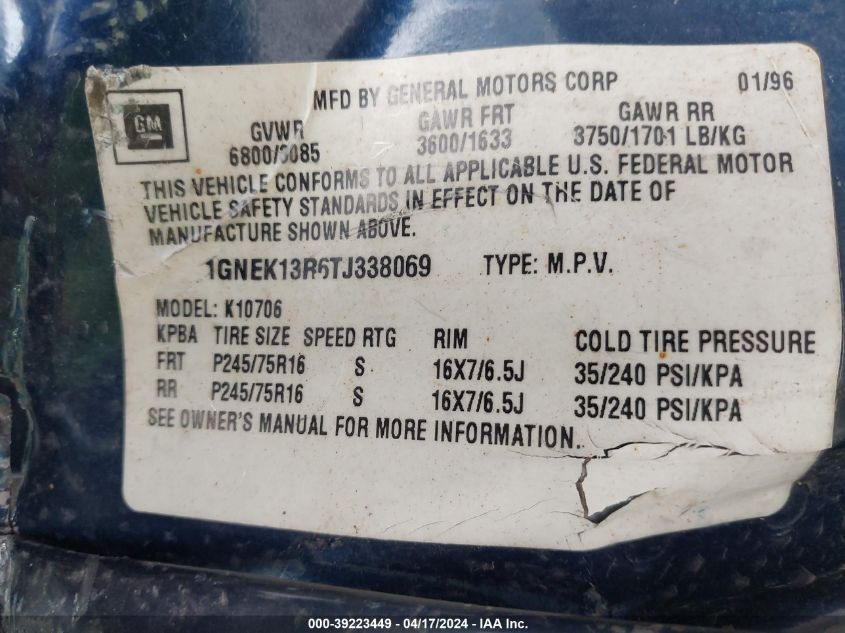 MFD BY GENERAL MOTORS CORP 01/96
GM
GVWR GAWR FRT GAWR RR
6800/3085 3600/1633 3750/1701 LB/KG
THIS VEHICLE CONFORMS TO ALL APPLICABLE U.S. FEDERAL MOTOR
VEHICLE SAFETY STANDARDS IN EFFECT ON THE DATE OF
MANUFACTURE SHOWN ABOVE.
1GNEK13R6TJ338069 TYPE: M.P.V.
MODEL: K10706
KPBA TIRE SIZE SPEED RTG RIM COLD TIRE PRESSURE
FRT P245/75R16 S 16X7/6.5J 35/240 PSI/KPA
RR P245/75R16 S 16X7/6.5J 35/240 PSI/KPA
SEE OWNER'S MANUAL FOR MORE INFORMATION.
000-39223449 - 04/17/2024 - IAA Inc.